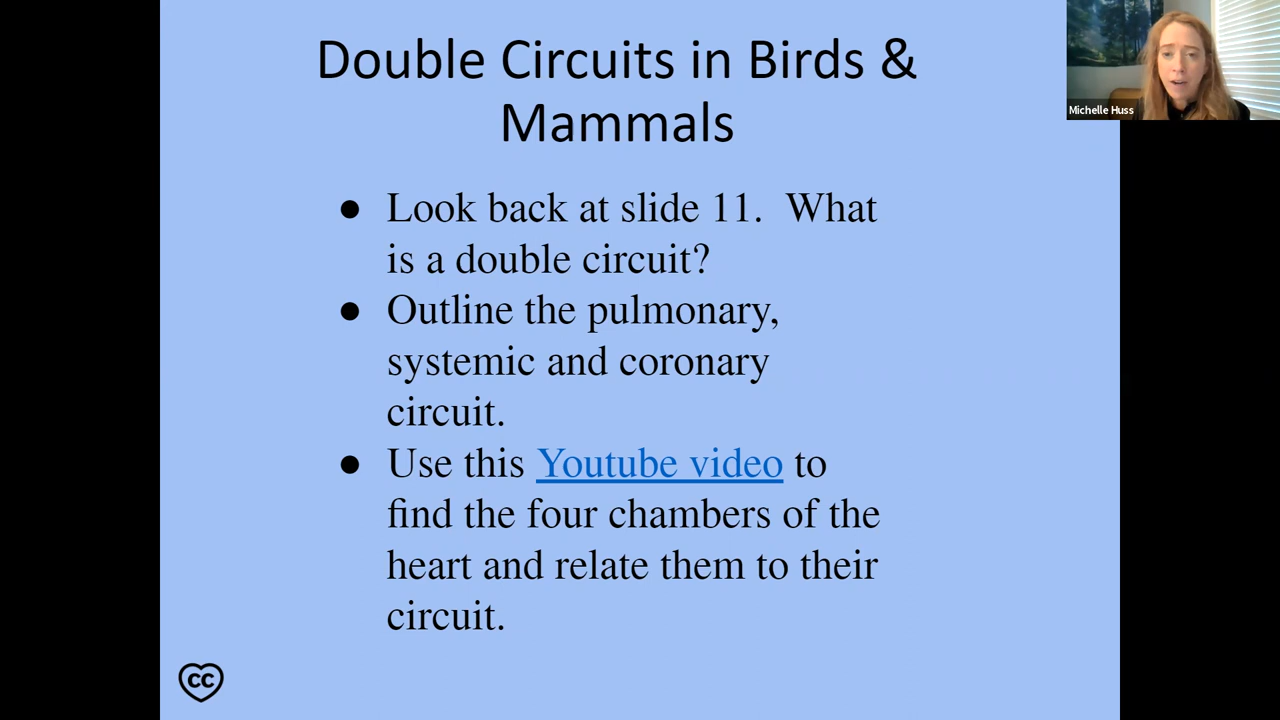 Double Circuits in Birds &
Mammals
Michelle Huss
● Look back at slide 11.  What
is a double circuit?
● Outline the pulmonary,
systemic and coronary
circuit.
● Use this Youtube video to
find the four chambers of the
heart and relate them to their
circuit.
CC